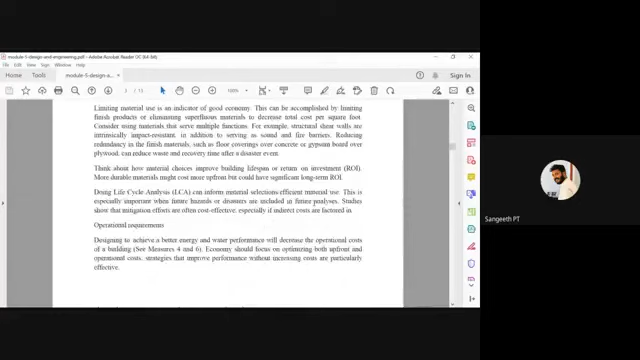 module-5-design-and-engineering.pdf - Adobe Acrobat Reader DC (64-bit)
File Edit View Sign Window Help
Home Tools module-5-design-a... × Sign In
100%
Limiting material use is an indicator of good economy. This can be accomplished by limiting
finish products or eliminating superfluous materials to decrease total cost per square foot.
Consider using materials that serve multiple functions. For example, structural shear walls are
intrinsically impact-resistant, in addition to serving as sound and fire barriers. Reducing
redundancy in the finish materials, such as floor coverings over concrete or gypsum board over
plywood, can reduce waste and recovery time after a disaster event.
Think about how material choices improve building lifespan or return on investment (ROI).
More durable materials might cost more upfront but could have significant long-term ROI.
Doing Life Cycle Analysis (LCA) can inform material selections/efficient material use. This is
especially important when future hazards or disasters are included in future analyses. Studies
show that mitigation efforts are often cost-effective, especially if indirect costs are factored in.
Operational requirements
Designing to achieve a better energy and water performance will decrease the operational costs
of a building (See Measures 4 and 6). Economy should focus on optimizing both upfront and
operational costs, strategies that improve performance without increasing costs are particularly
effective.
Sangeeth PT